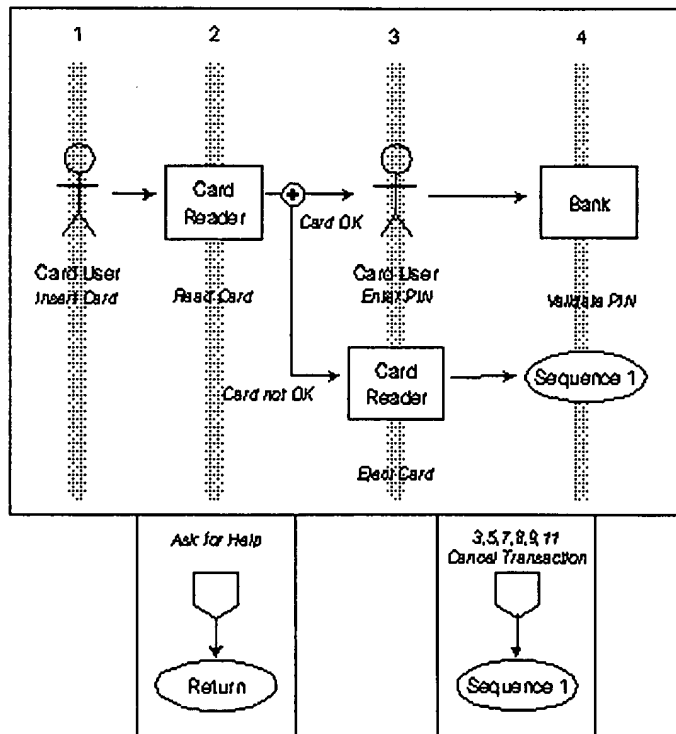 1 2 3 4
Card
Reader
Bank
Card OK
Card User
Insert Card
Read Card
Card User
Enter PIN
Validate PIN
Card
Reader
Sequence 1
Card not OK
Eject Card
Ask for Help
3,5,7,8,9,11
Cancel Transaction
Return
Sequence 1